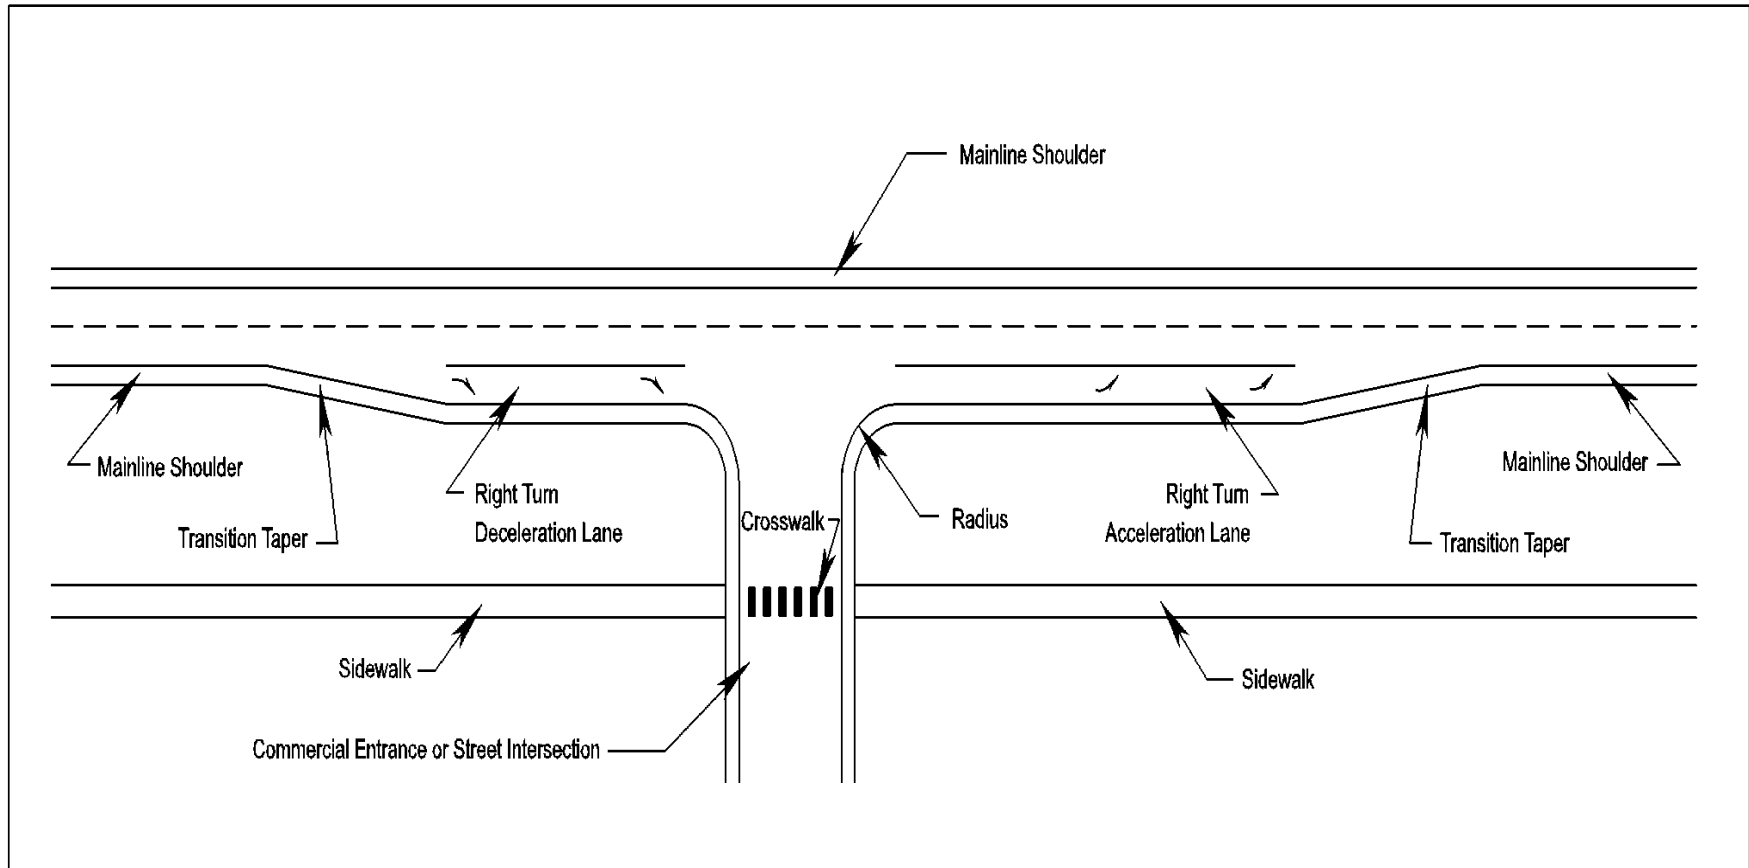 Mainline Shoulder
Mainline Shoulder
Mainline Shoulder
Right Turn
Deceleration Lane
Right Turn
Acceleration Lane
Crosswalk
Radius
Transition Taper
Transition Taper
Sidewalk
Sidewalk
Commercial Entrance or Street Intersection